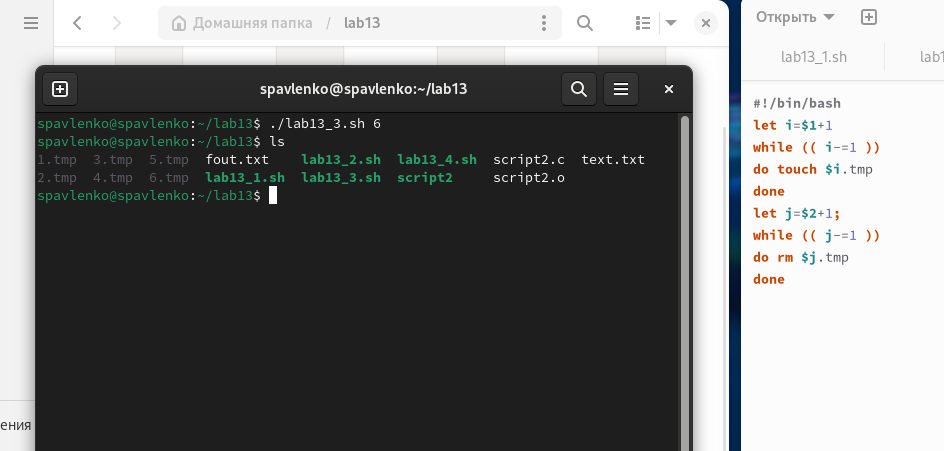 Домашняя папка / lab13
Открыть
lab13_1.sh
lab1
spavlenko@spavlenko:~/lab13
spavlenko@spavlenko:~/lab13$ ./lab13_3.sh 6
spavlenko@spavlenko:~/lab13$ ls
1.tmp 3.tmp 5.tmp fout.txt lab13_2.sh lab13_4.sh script2.c text.txt
2.tmp 4.tmp 6.tmp lab13_1.sh lab13_3.sh script2 script2.o
spavlenko@spavlenko:~/lab13$
#!/bin/bash
let i=$1+1
while (( i-=1 ))
do touch $i.tmp
done
let j=$2+1;
while (( j-=1 ))
do rm $j.tmp
done
ения